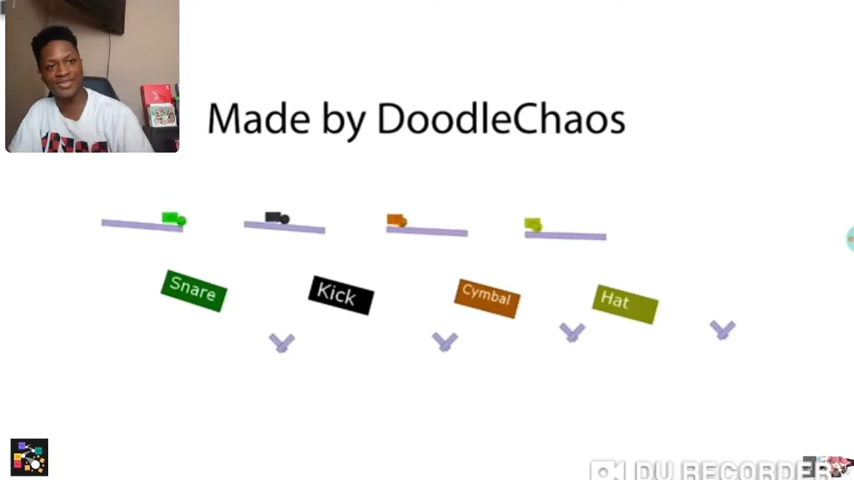 Made by DoodleChaos
Snare
Kick
Cymbal
Hat
DU RECORDER